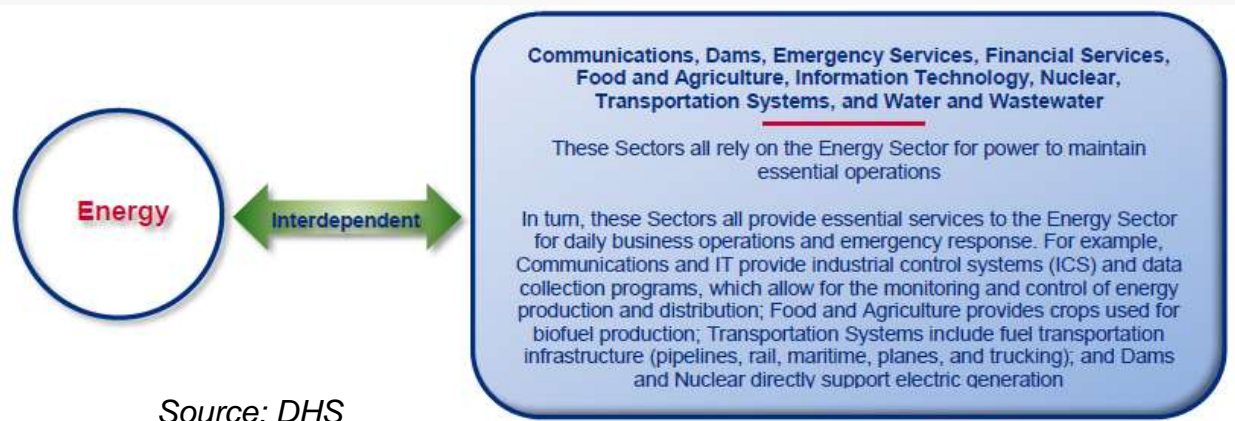 Energy
Interdependent
Communications, Dams, Emergency Services, Financial Services,
Food and Agriculture, Information Technology, Nuclear,
Transportation Systems, and Water and Wastewater
These Sectors all rely on the Energy Sector for power to maintain
essential operations
In turn, these Sectors all provide essential services to the Energy Sector
for daily business operations and emergency response. For example,
Communications and IT provide industrial control systems (ICS) and data
collection programs, which allow for the monitoring and control of energy
production and distribution; Food and Agriculture provides crops used for
biofuel production; Transportation Systems include fuel transportation
infrastructure (pipelines, rail, maritime, planes, and trucking); and Dams
and Nuclear directly support electric generation
Source: DHS